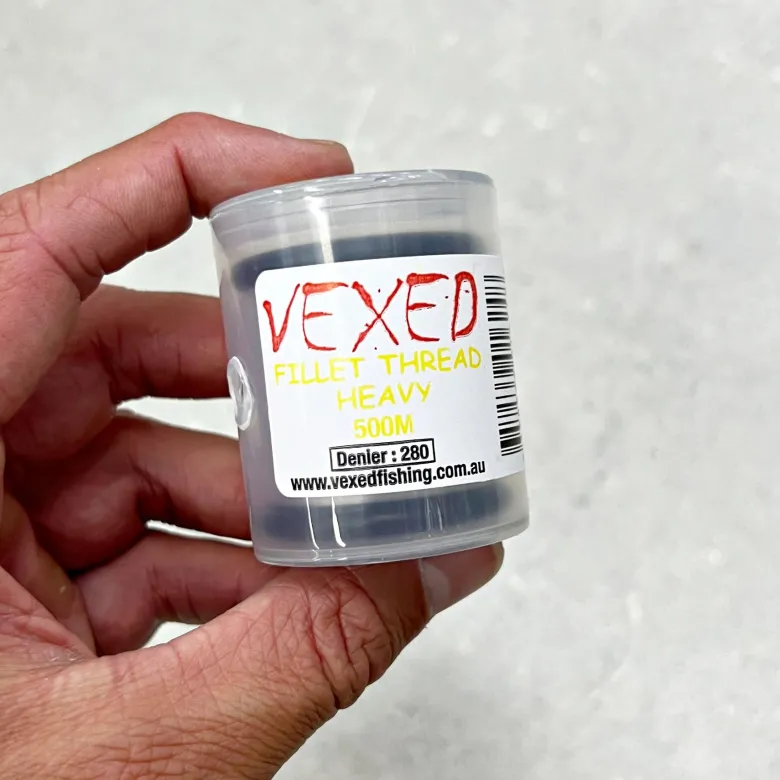 VEXED
FILLET THREAD
HEAVY
500M
Denier : 280
www.vexedfishing.com.au